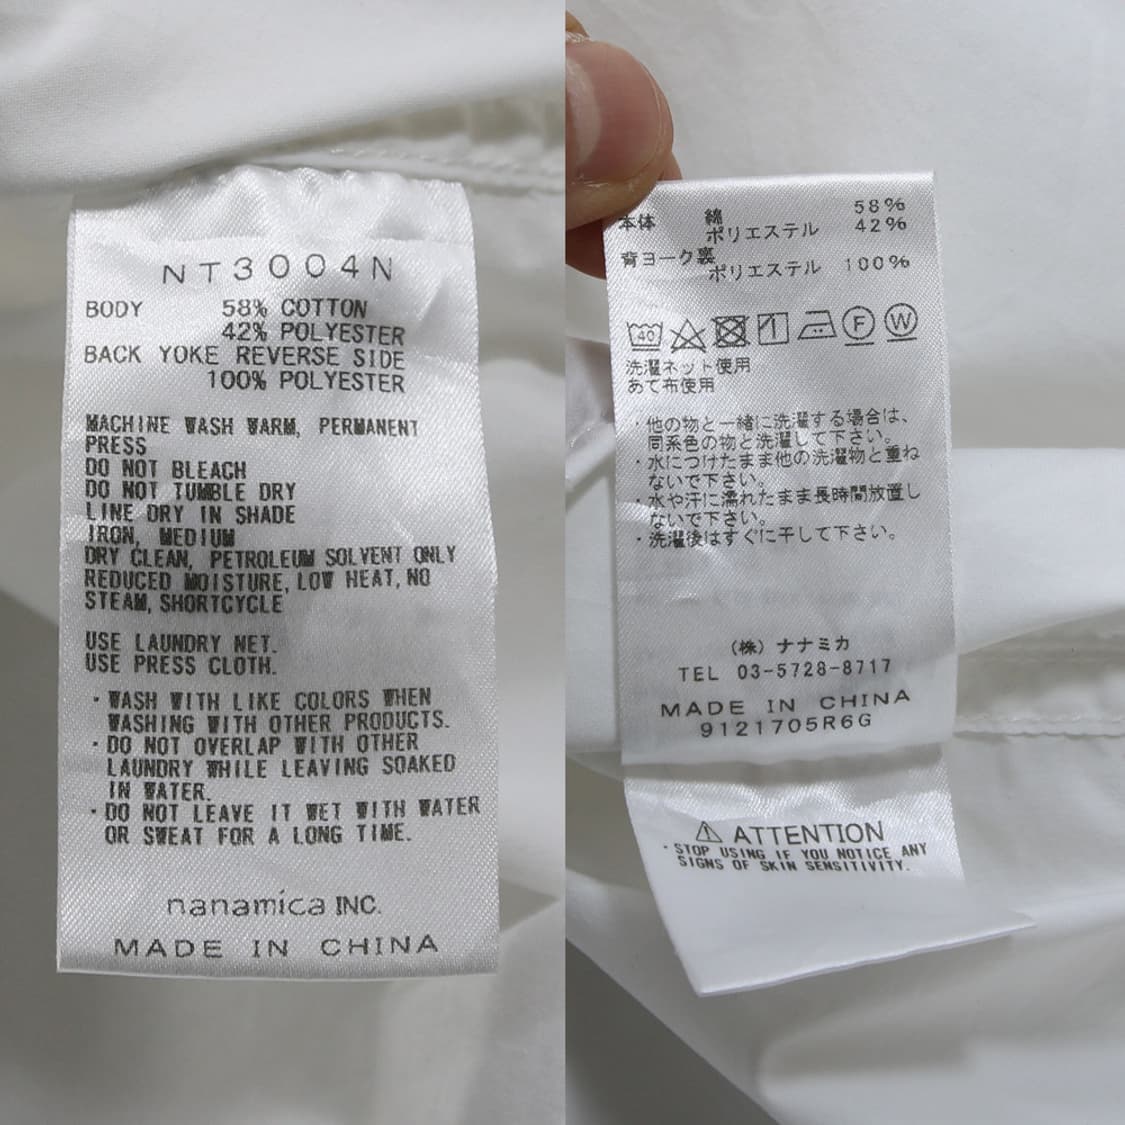 NT3004N
BODY 58% COTTON
42% POLYESTER
BACK YOKE REVERSE SIDE
100% POLYESTER
MACHINE WASH WARM, PERMANENT
PRESS
DO NOT BLEACH
DO NOT TUMBLE DRY
LINE DRY IN SHADE
IRON, MEDIUM
DRY CLEAN, PETROLEUM SOLVENT ONLY
REDUCED MOISTURE, LOW HEAT, NO
STEAM, SHORTCYCLE
USE LAUNDRY NET.
USE PRESS CLOTH.
・WASH WITH LIKE COLORS WHEN
WASHING WITH OTHER PRODUCTS.
・DO NOT OVERLAP WITH OTHER
LAUNDRY WHILE LEAVING SOAKED
IN WATER.
・DO NOT LEAVE IT WET WITH WATER
OR SWEAT FOR A LONG TIME.
nanamica INC.
MADE IN CHINA
本体 綿 58%
ポリエステル 42%
背ヨーク裏
ポリエステル 100%
40 F W
洗濯ネット使用
あて布使用
・他の物と一緒に洗濯する場合は、
同系色の物と洗濯して下さい。
・水につけたまま他の洗濯物と重ね
ないで下さい。
・水や汗に濡れたまま長時間放置し
ないで下さい。
・洗濯後はすぐに干して下さい。
(株) ナナミカ
TEL 03-5728-8717
MADE IN CHINA
9121705R6G
ATTENTION
・STOP USING IF YOU NOTICE ANY
SIGNS OF SKIN SENSITIVITY.